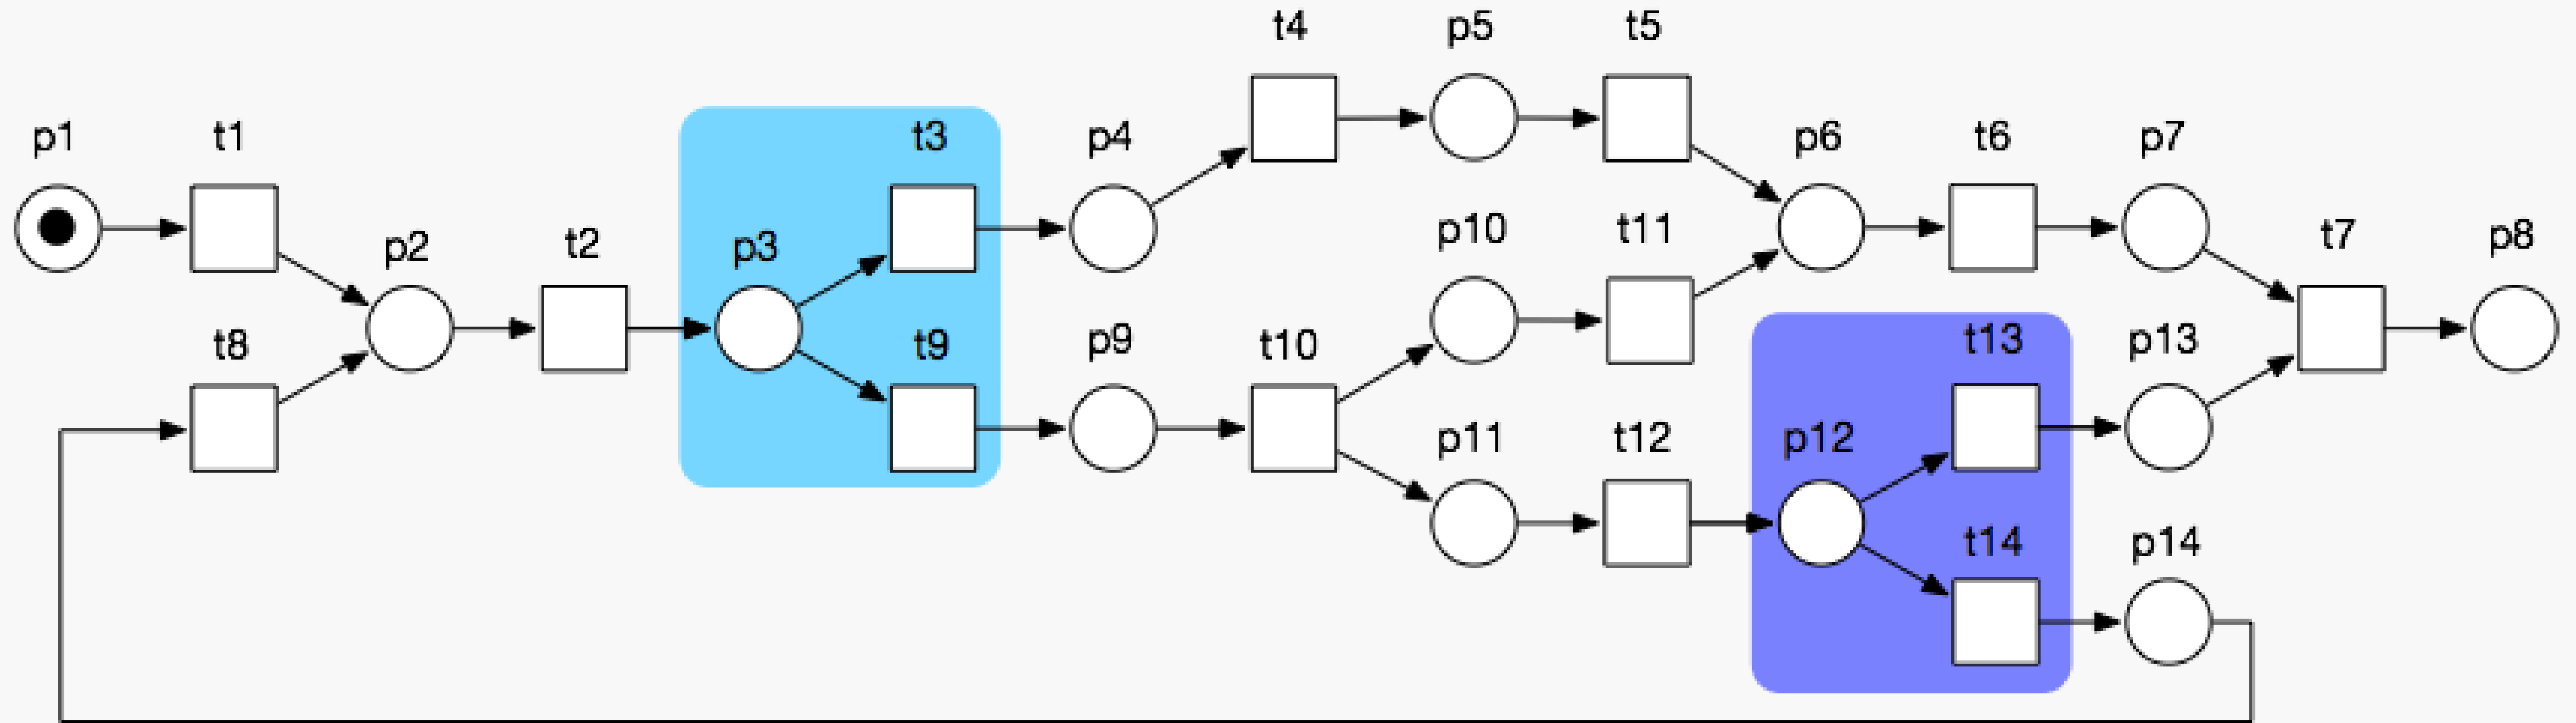 t4 p5 t5
p1 t1 t3 p4 p6 t6 p7
p2 t2 p3 p10 t11 t7 p8
t8 t9 p9 t10 t13 p13
p11 t12 p12
t14 p14